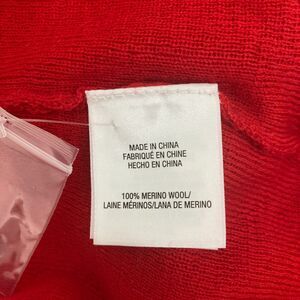 MADE IN CHINA
FABRIQUÉ EN CHINE
HECHO EN CHINA
100% MERINO WOOL/
LAINE MÉRINOS/LANA DE MERINO